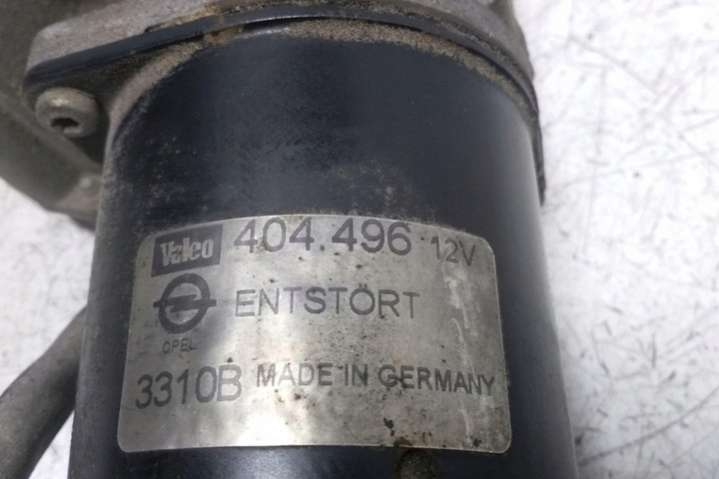 Valeo 404.496 12V
ENTSTÖRT
OPEL
3310B MADE IN GERMANY